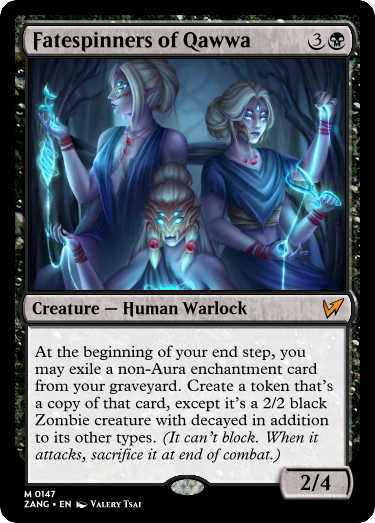 Fatespinners of Qawwa 3
Creature — Human Warlock
At the beginning of your end step, you
may exile a non-Aura enchantment card
from your graveyard. Create a token that's
a copy of that card, except it's a 2/2 black
Zombie creature with decayed in addition
to its other types. (It can't block. When it
attacks, sacrifice it at end of combat.)
2/4
M 0147
ZANG • EN Valery Tsai